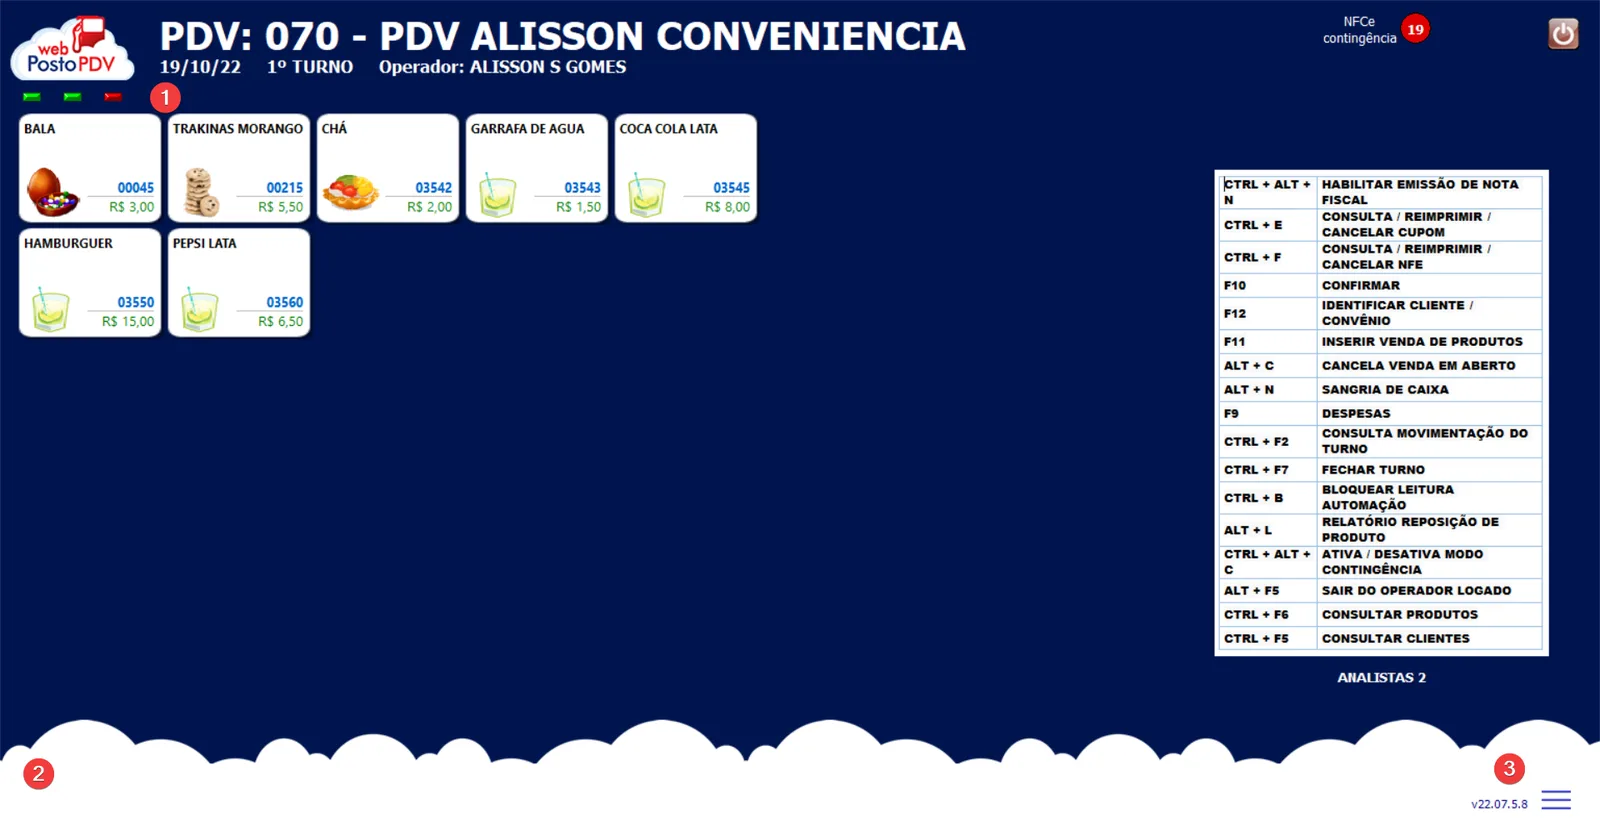 web
PostoPDV
PDV: 070 - PDV ALISSON CONVENIENCIA
19/10/22 1º TURNO Operador: ALISSON S GOMES
NFCe
contingência
19
1
BALA
00045
R$ 3,00
TRAKINAS MORANGO
00215
R$ 5,50
CHÁ
03542
R$ 2,00
GARRAFA DE AGUA
03543
R$ 1,50
COCA COLA LATA
03545
R$ 8,00
HAMBURGUER
03550
R$ 15,00
PEPSI LATA
03560
R$ 6,50
CTRL + ALT + HABILITAR EMISSÃO DE NOTA
N FISCAL
CTRL + E CONSULTA / REIMPRIMIR /
CANCELAR CUPOM
CTRL + F CONSULTA / REIMPRIMIR /
CANCELAR NFE
F10 CONFIRMAR
F12 IDENTIFICAR CLIENTE /
CONVÊNIO
F11 INSERIR VENDA DE PRODUTOS
ALT + C CANCELA VENDA EM ABERTO
ALT + N SANGRIA DE CAIXA
F9 DESPESAS
CTRL + F2 CONSULTA MOVIMENTAÇÃO DO
TURNO
CTRL + F7 FECHAR TURNO
CTRL + B BLOQUEAR LEITURA
AUTOMAÇÃO
ALT + L RELATÓRIO REPOSIÇÃO DE
PRODUTO
CTRL + ALT + ATIVA / DESATIVA MODO
C CONTINGÊNCIA
ALT + F5 SAIR DO OPERADOR LOGADO
CTRL + F6 CONSULTAR PRODUTOS
CTRL + F5 CONSULTAR CLIENTES
ANALISTAS 2
2
3
v22.07.5.8